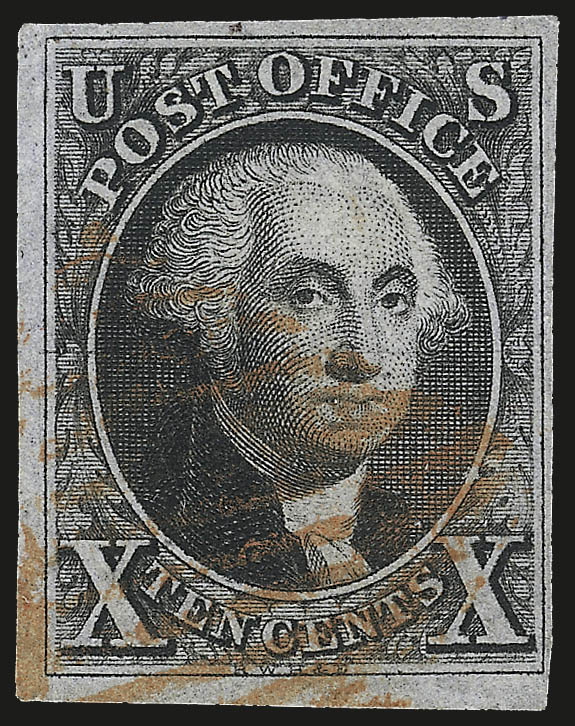 U S
POST OFFICE
X X
TEN CENTS